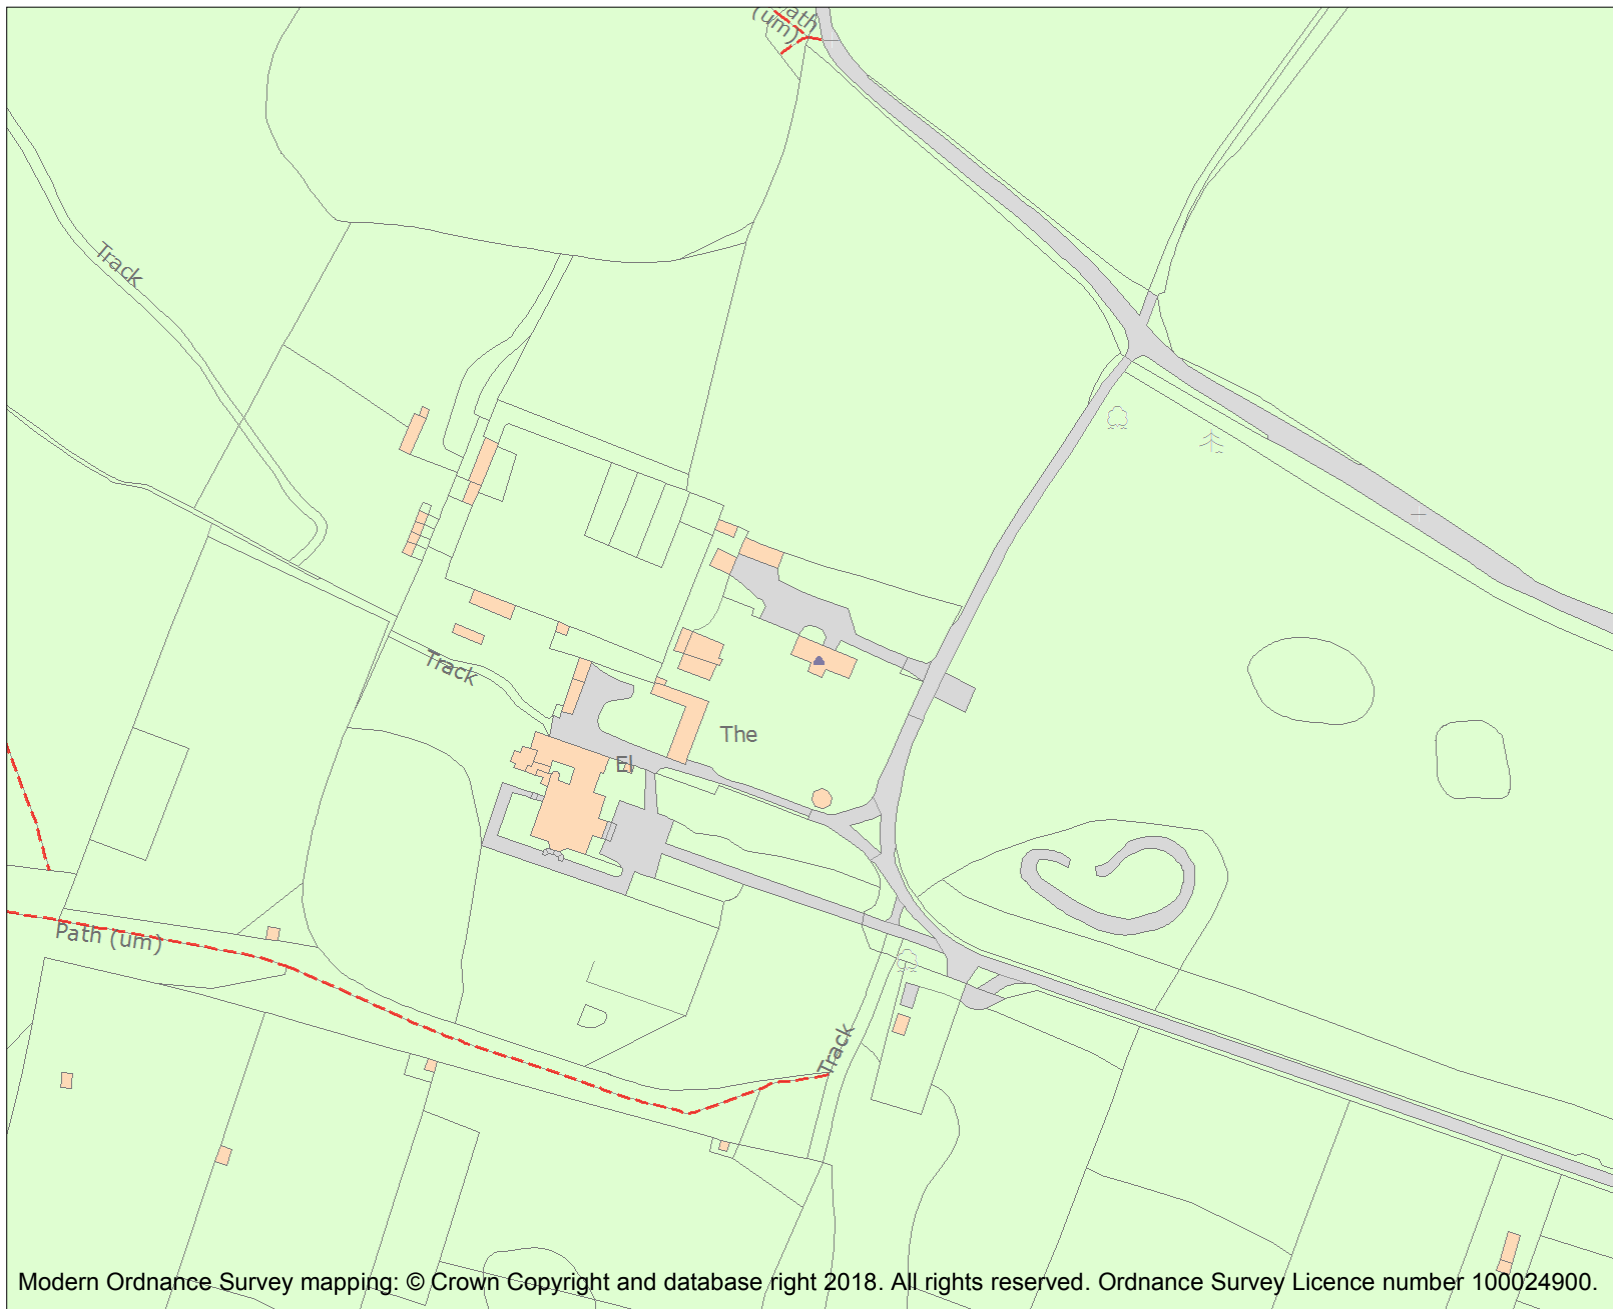 Path
(um)
Track
Track
The
El
Path (um)
Track
Modern Ordnance Survey mapping: © Crown Copyright and database right 2018. All rights reserved. Ordnance Survey Licence number 100024900.